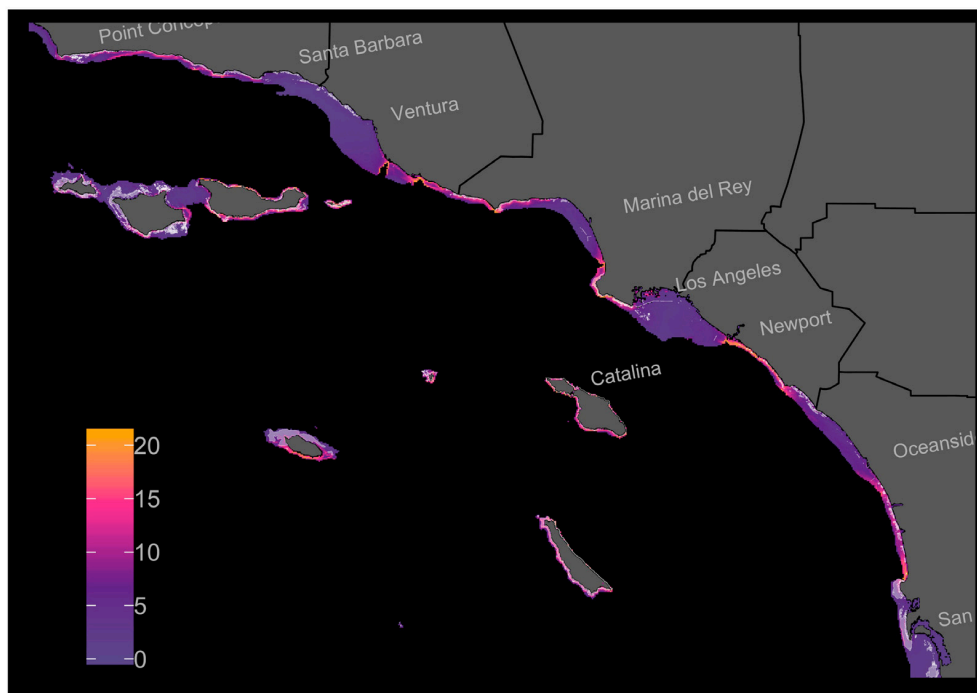 Point Concep
Santa Barbara
Ventura
Marina del Rey
Los Angeles
Newport
Catalina
Oceansid
San
20
15
10
5
0